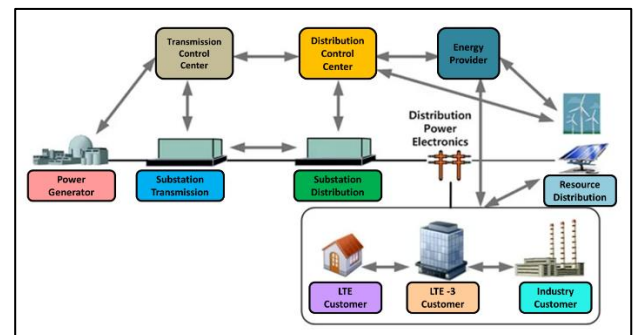 Transmission
Control
Center
Distribution
Control
Center
Energy
Provider
Distribution
Power
Electronics
Power
Generator
Substation
Transmission
Substation
Distribution
Resource
Distribution
LTE
Customer
LTE -3
Customer
Industry
Customer